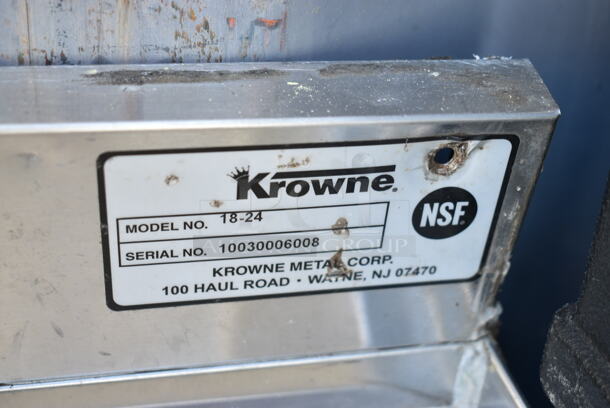 Krowne.
MODEL NO. 18-24
SERIAL NO. 10030006008
NSF.
KROWNE METAL CORP.
100 HAUL ROAD • WAYNE, NJ 07470